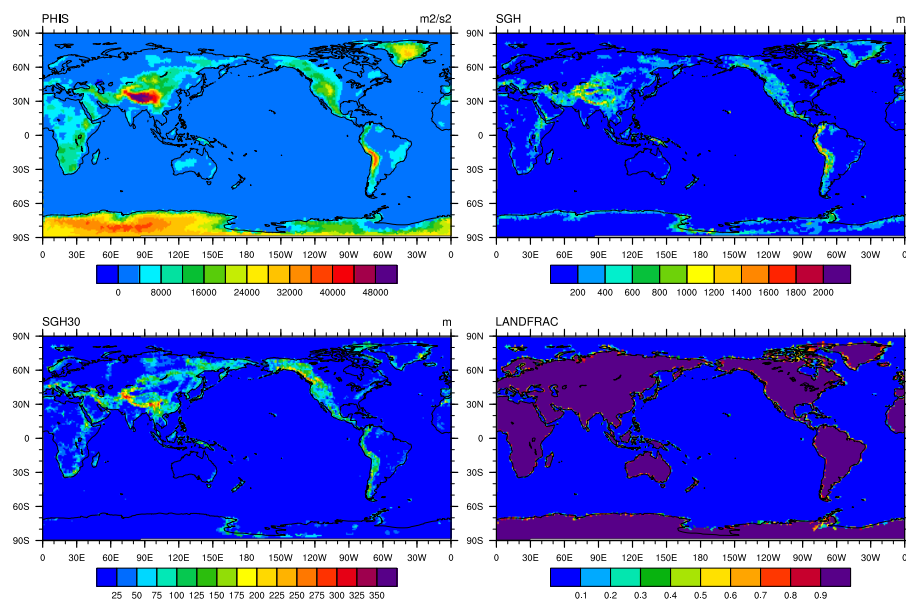 PHIS m2/s2
90N
60N
30N
0
30S
60S
90S
0 30E 60E 90E 120E 150E 180 150W 120W 90W 60W 30W 0
0 8000 16000 24000 32000 40000 48000
SGH m
90N
60N
30N
0
30S
60S
90S
0 30E 60E 90E 120E 150E 180 150W 120W 90W 60W 30W 0
200 400 600 800 1000 1200 1400 1600 1800 2000
SGH30 m
90N
60N
30N
0
30S
60S
90S
0 30E 60E 90E 120E 150E 180 150W 120W 90W 60W 30W 0
25 50 75 100 125 150 175 200 225 250 275 300 325 350
LANDFRAC
90N
60N
30N
0
30S
60S
90S
0 30E 60E 90E 120E 150E 180 150W 120W 90W 60W 30W 0
0.1 0.2 0.3 0.4 0.5 0.6 0.7 0.8 0.9